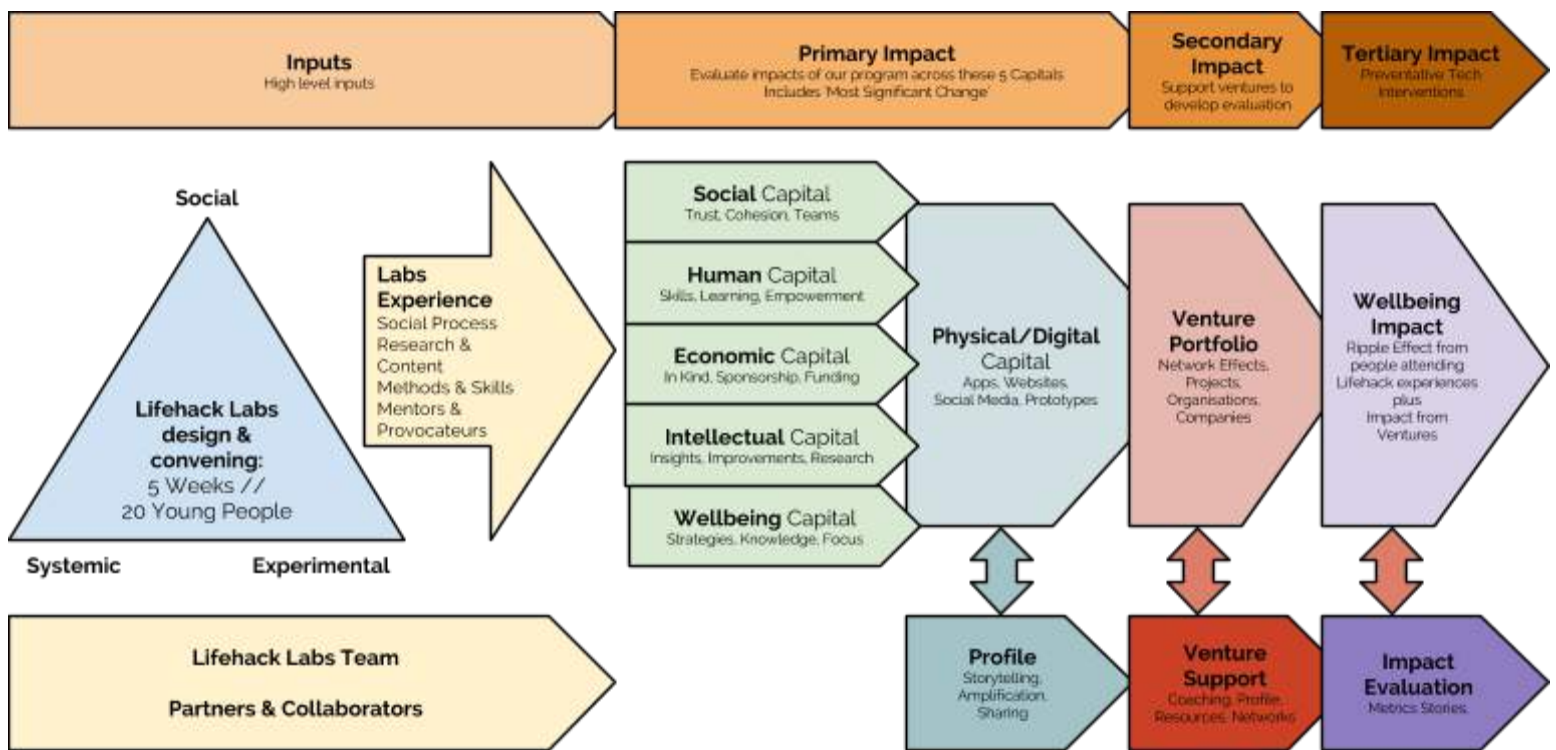 Inputs
High level inputs
Primary Impact
Evaluate impacts of our program across these 5 Capitals
Includes 'Most Significant Change'
Secondary
Impact
Support ventures to
develop evaluation
Tertiary Impact
Preventative Tech
Interventions
Social
Lifehack Labs
design &
convening:
5 Weeks //
20 Young People
Systemic
Experimental
Labs
Experience
Social Process
Research &
Content
Methods & Skills
Mentors &
Provocateurs
Social Capital
Trust, Cohesion, Teams
Human Capital
Skills, Learning, Empowerment
Economic Capital
In Kind, Sponsorship, Funding
Intellectual Capital
Insights, Improvements, Research
Wellbeing Capital
Strategies, Knowledge, Focus
Physical/Digital
Capital
Apps, Websites,
Social Media, Prototypes
Venture
Portfolio
Network Effects,
Projects,
Organisations,
Companies
Wellbeing
Impact
Ripple Effect from
people attending
Lifehack experiences
plus
Impact from
Ventures
Lifehack Labs Team
Partners & Collaborators
Profile
Storytelling,
Amplification,
Sharing
Venture
Support
Coaching, Profile,
Resources, Networks
Impact
Evaluation
Metrics Stories,